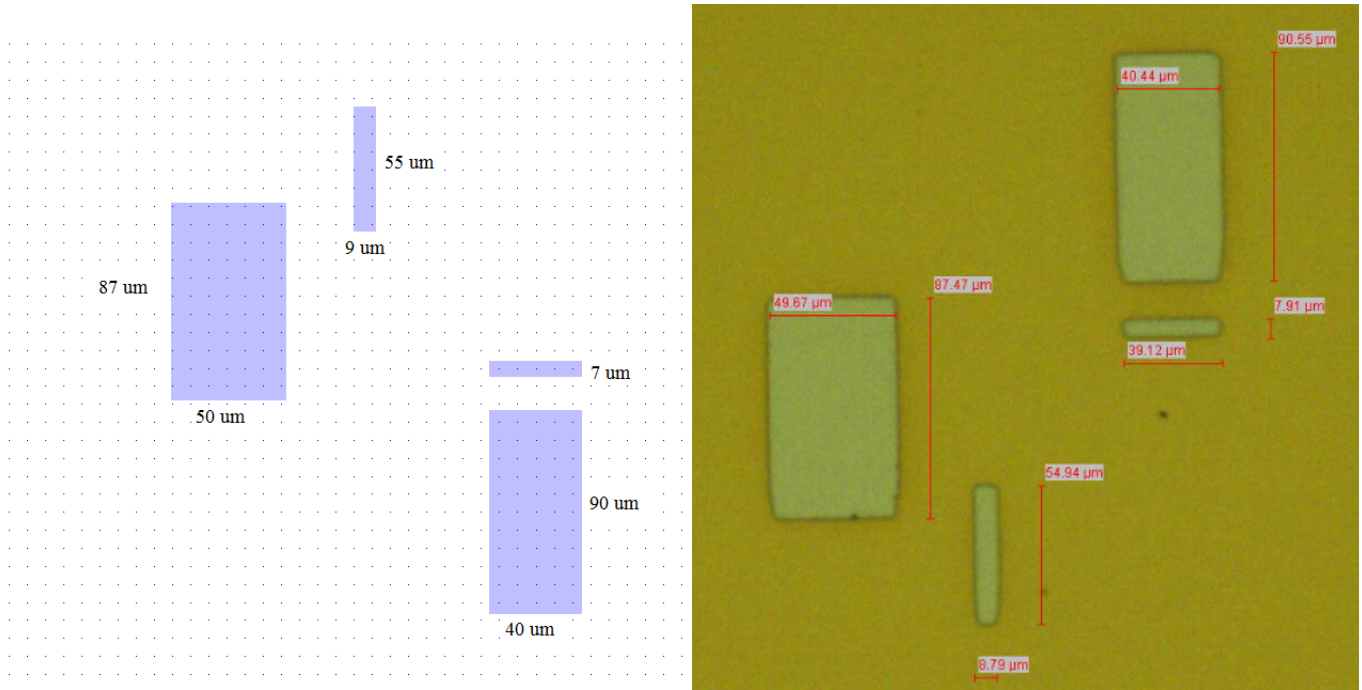 55 um
9 um
87 um
50 um
7 um
90 um
40 um
90.55 µm
40.44 µm
87.47 µm
49.67 µm
7.91 µm
39.12 µm
54.94 µm
8.79 µm